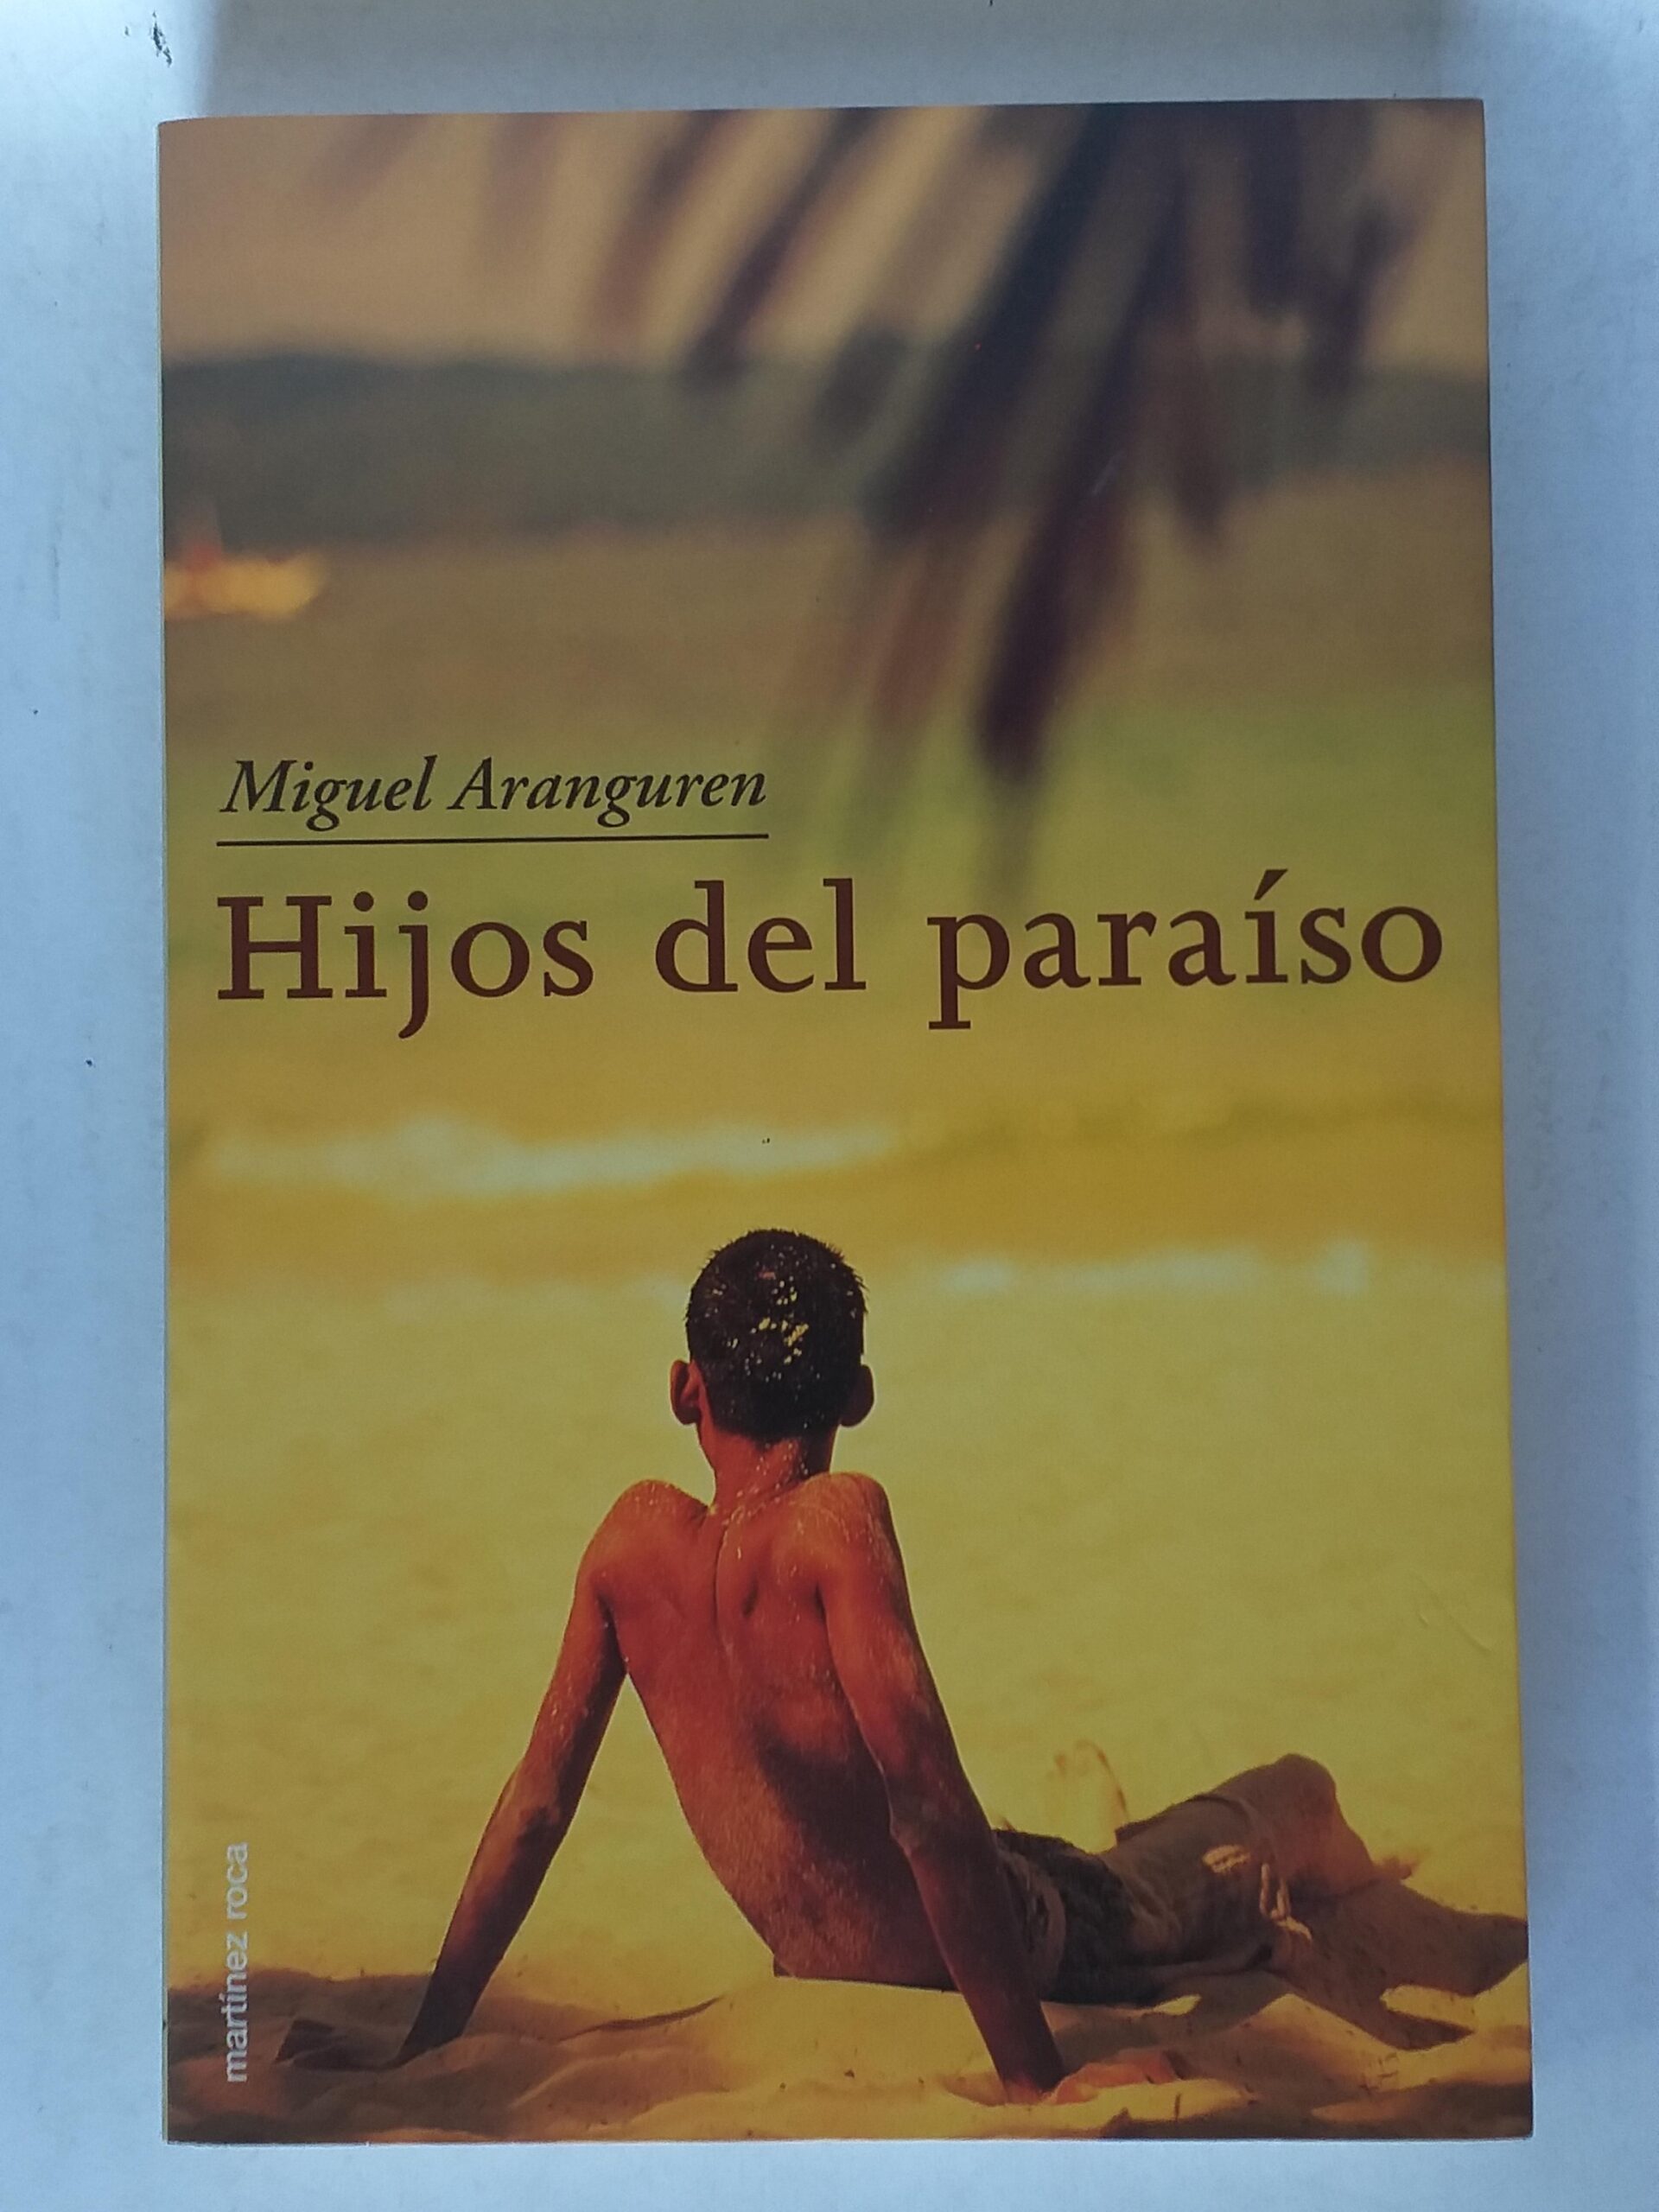 Miguel Aranguren
Hijos del paraíso
martínez roca